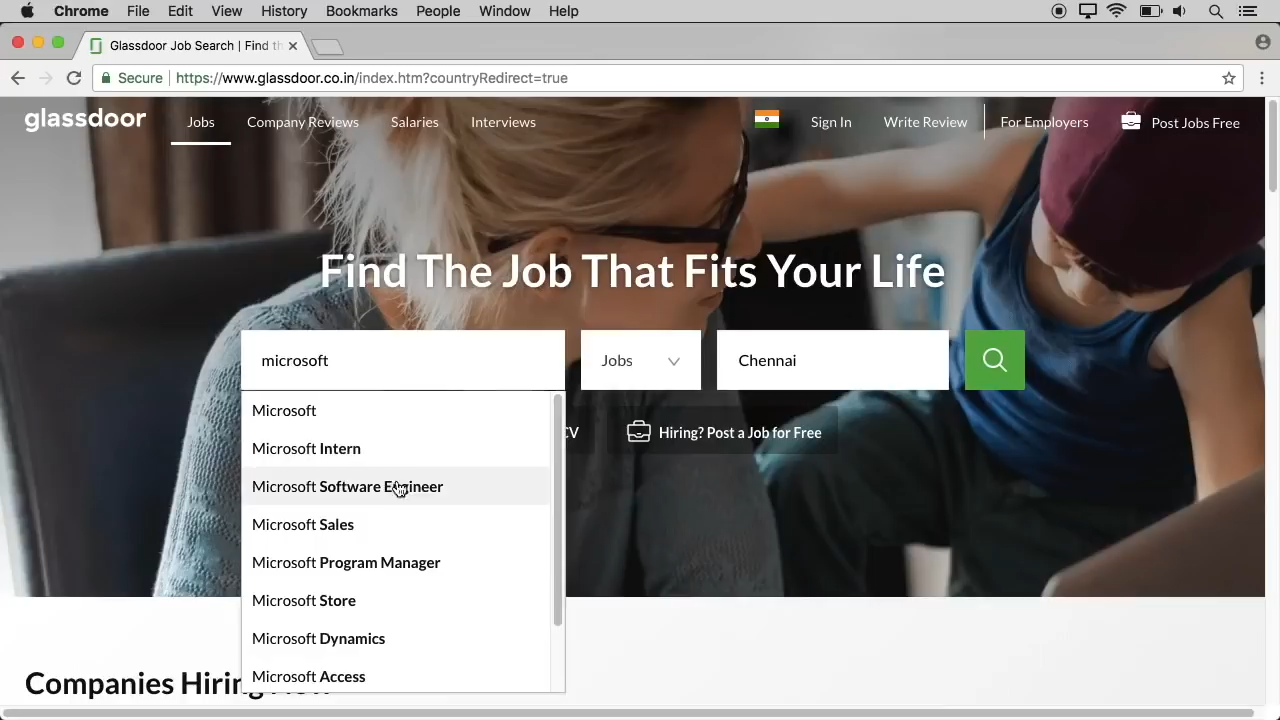 Chrome File Edit View History Bookmarks People Window Help
Glassdoor Job Search | Find th
Secure https://www.glassdoor.co.in/index.htm?countryRedirect=true
glassdoor Jobs Company Reviews Salaries Interviews Sign In Write Review For Employers Post Jobs Free
Find The Job That Fits Your Life
microsoft Jobs Chennai
Microsoft
CV Hiring? Post a Job for Free
Microsoft Intern
Microsoft Software Engineer
Microsoft Sales
Microsoft Program Manager
Microsoft Store
Microsoft Dynamics
Microsoft Access
Companies Hiring